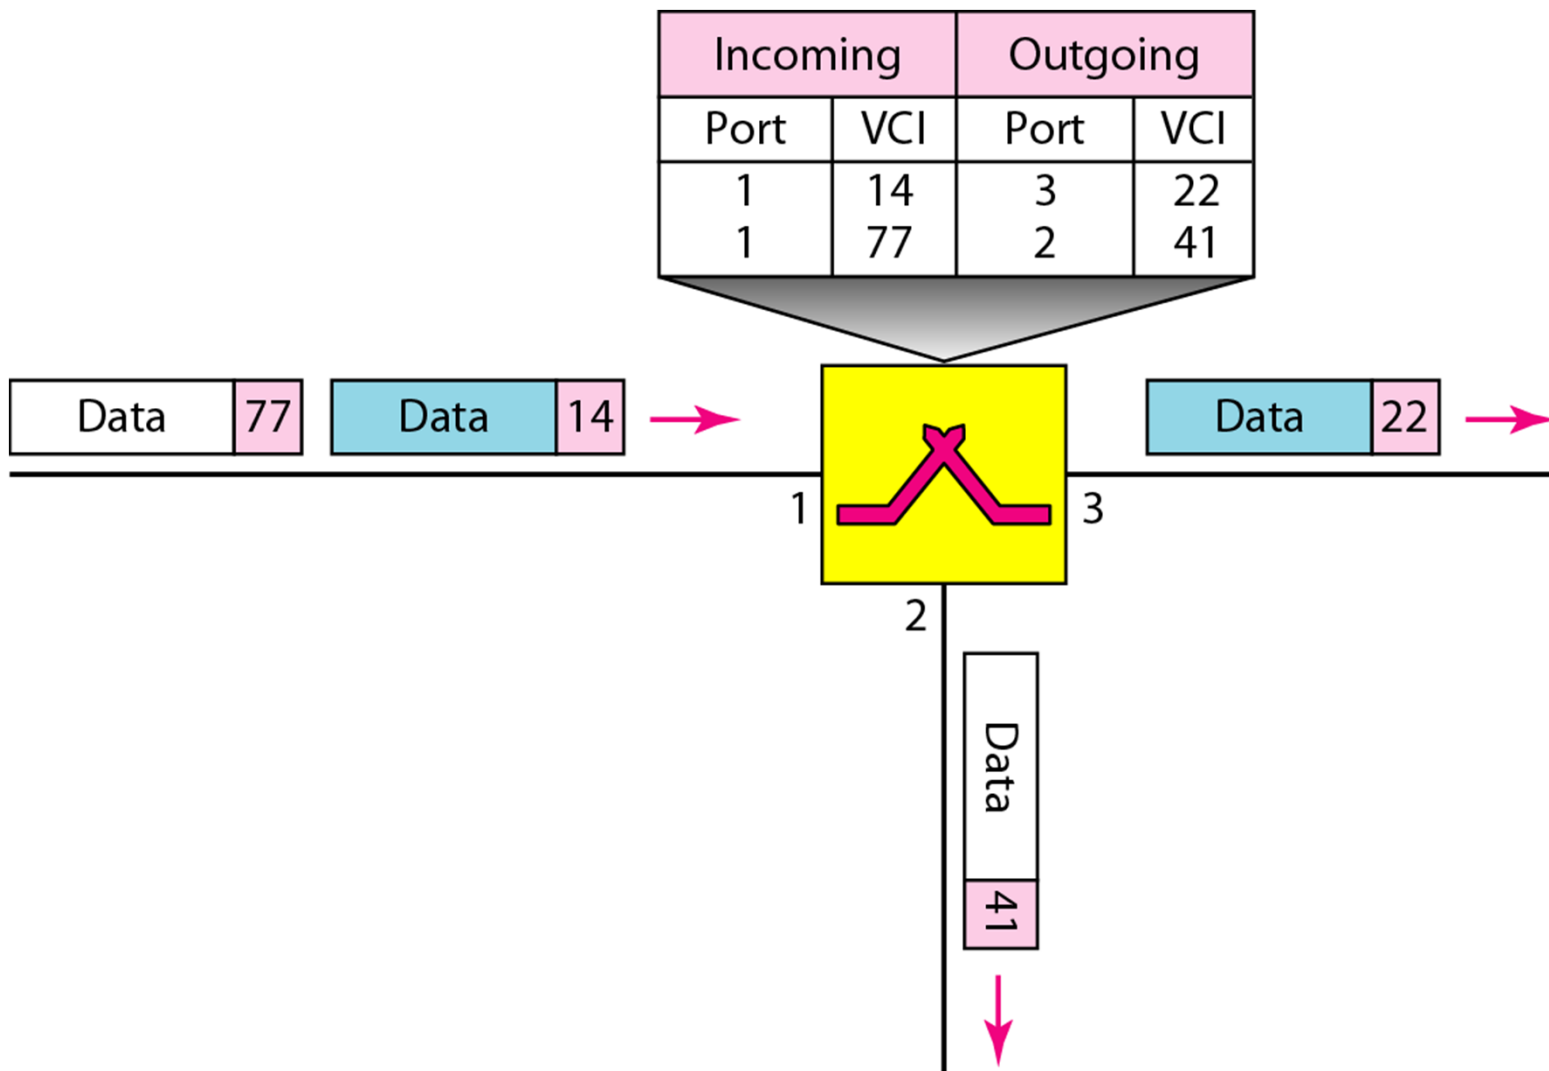 Incoming Outgoing
Port VCI Port VCI
1 14 3 22
1 77 2 41
Data 77 Data 14 Data 22
1 3
2
Data 41